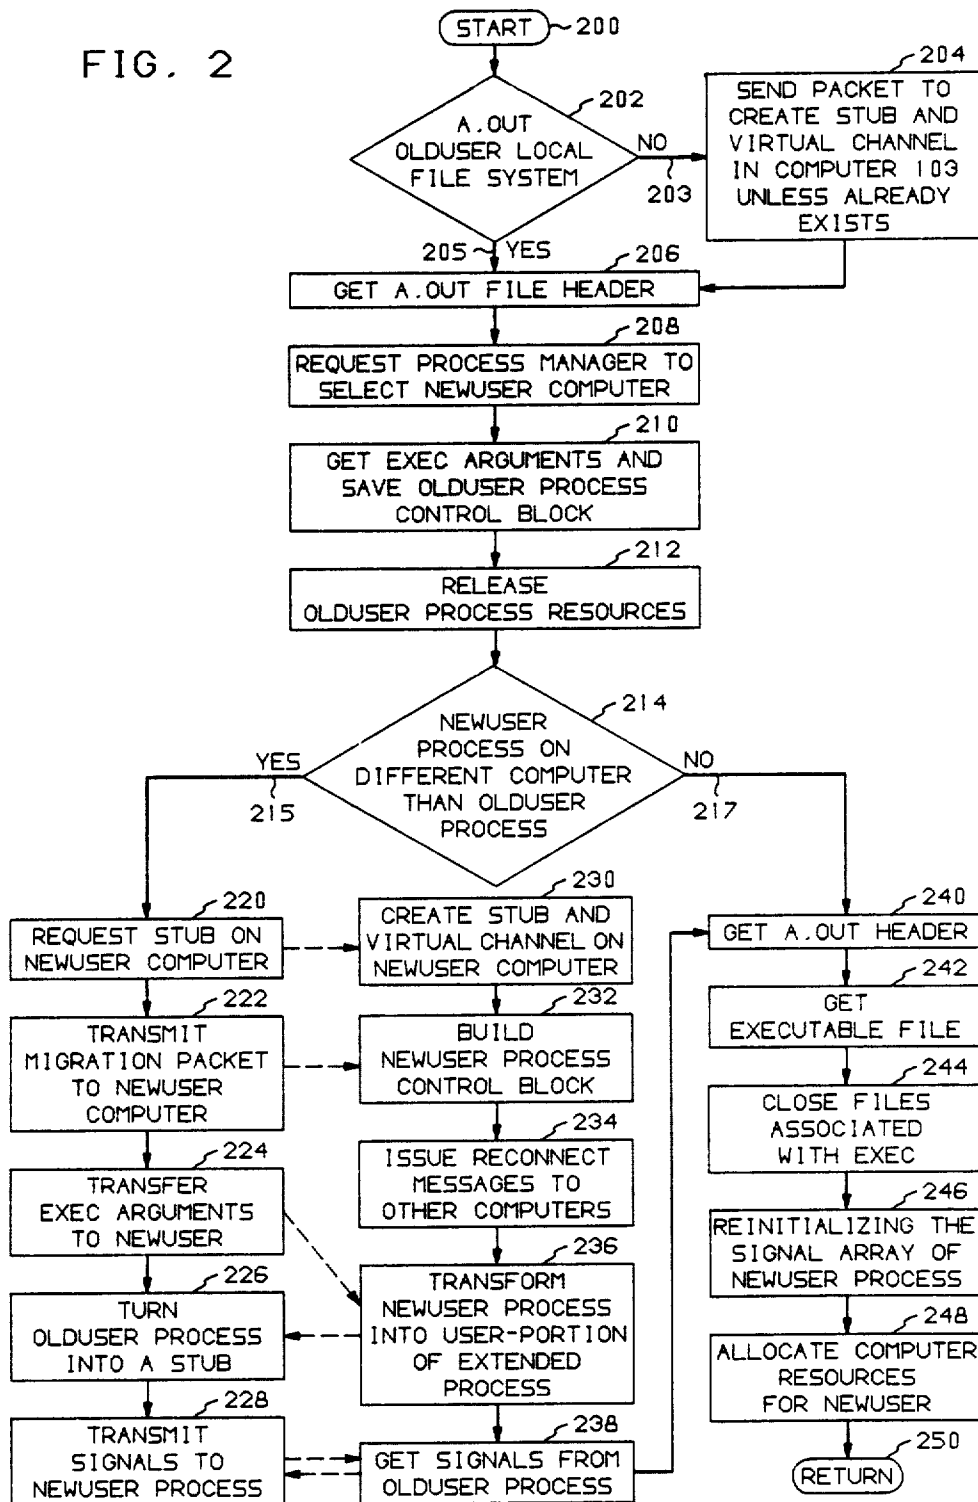 FIG. 2
START
200
202
A.OUT
OLDUSER LOCAL
FILE SYSTEM
NO
203
204
SEND PACKET TO
CREATE STUB AND
VIRTUAL CHANNEL
IN COMPUTER 103
UNLESS ALREADY
EXISTS
205
YES
206
GET A.OUT FILE HEADER
208
REQUEST PROCESS MANAGER TO
SELECT NEWUSER COMPUTER
210
GET EXEC ARGUMENTS AND
SAVE OLDUSER PROCESS
CONTROL BLOCK
212
RELEASE
OLDUSER PROCESS RESOURCES
214
NEWUSER
PROCESS ON
DIFFERENT COMPUTER
THAN OLDUSER
PROCESS
YES
215
NO
217
220
REQUEST STUB ON
NEWUSER COMPUTER
222
TRANSMIT
MIGRATION PACKET
TO NEWUSER
COMPUTER
224
TRANSFER
EXEC ARGUMENTS
TO NEWUSER
226
TURN
OLDUSER PROCESS
INTO A STUB
228
TRANSMIT
SIGNALS TO
NEWUSER PROCESS
230
CREATE STUB AND
VIRTUAL CHANNEL ON
NEWUSER COMPUTER
232
BUILD
NEWUSER PROCESS
CONTROL BLOCK
234
ISSUE RECONNECT
MESSAGES TO
OTHER COMPUTERS
236
TRANSFORM
NEWUSER PROCESS
INTO USER-PORTION
OF EXTENDED
PROCESS
238
GET SIGNALS FROM
OLDUSER PROCESS
240
GET A.OUT HEADER
242
GET
EXECUTABLE FILE
244
CLOSE FILES
ASSOCIATED
WITH EXEC
246
REINITIALIZING THE
SIGNAL ARRAY OF
NEWUSER PROCESS
248
ALLOCATE COMPUTER
RESOURCES
FOR NEWUSER
250
RETURN